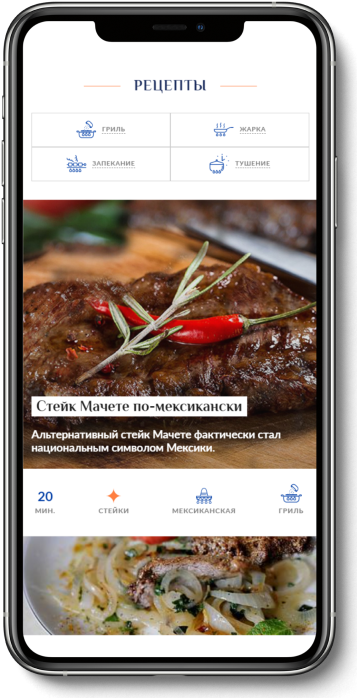 РЕЦЕПТЫ
ГРИЛЬ
ЖАРКА
ЗАПЕКАНИЕ
ТУШЕНИЕ
Стейк Мачете по-мексикански
Альтернативный стейк Мачете фактически стал
национальным символом Мексики.
20
МИН.
СТЕЙКИ
МЕКСИКАНСКАЯ
ГРИЛЬ